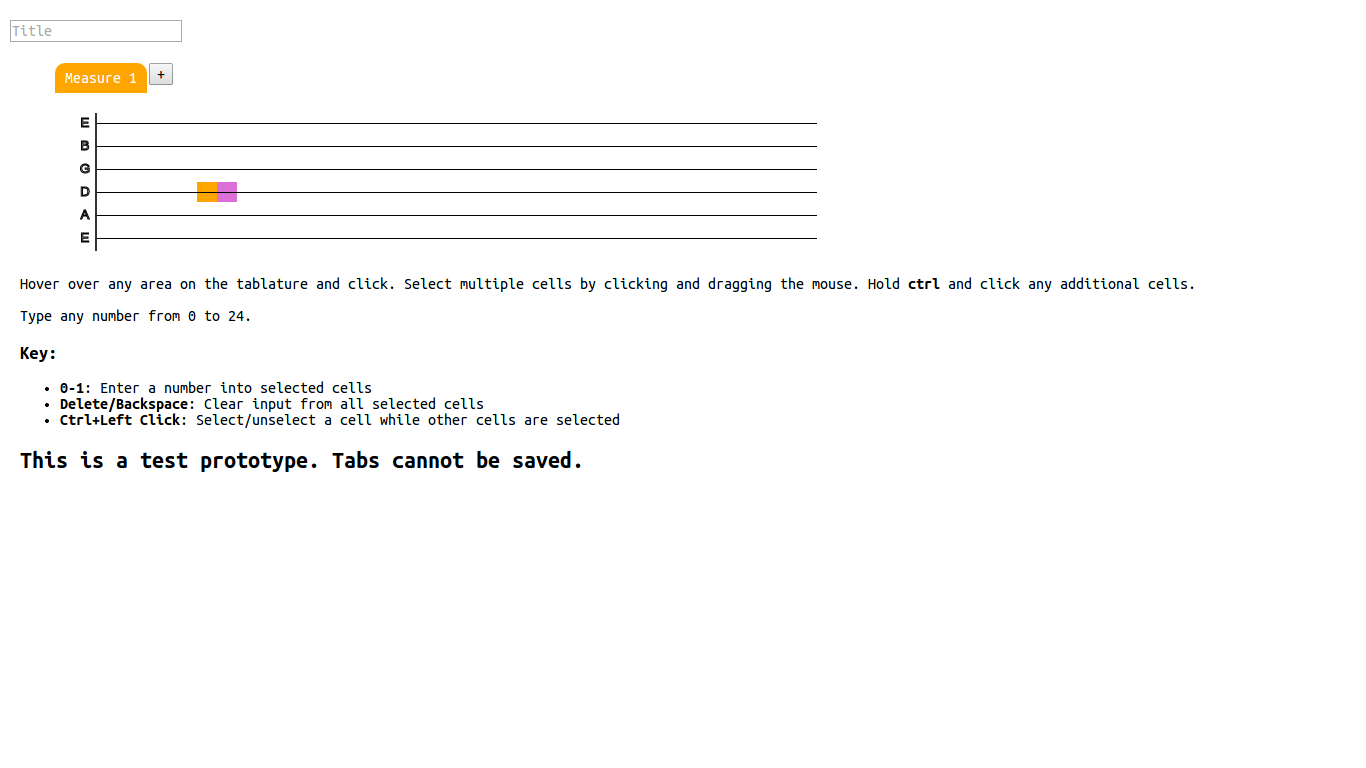 Title
Measure 1 +
E
B
G
D
A
E
Hover over any area on the tablature and click. Select multiple cells by clicking and dragging the mouse. Hold ctrl and click any additional cells.
Type any number from 0 to 24.
Key:
• 0-1: Enter a number into selected cells
• Delete/Backspace: Clear input from all selected cells
• Ctrl+Left Click: Select/unselect a cell while other cells are selected
This is a test prototype. Tabs cannot be saved.